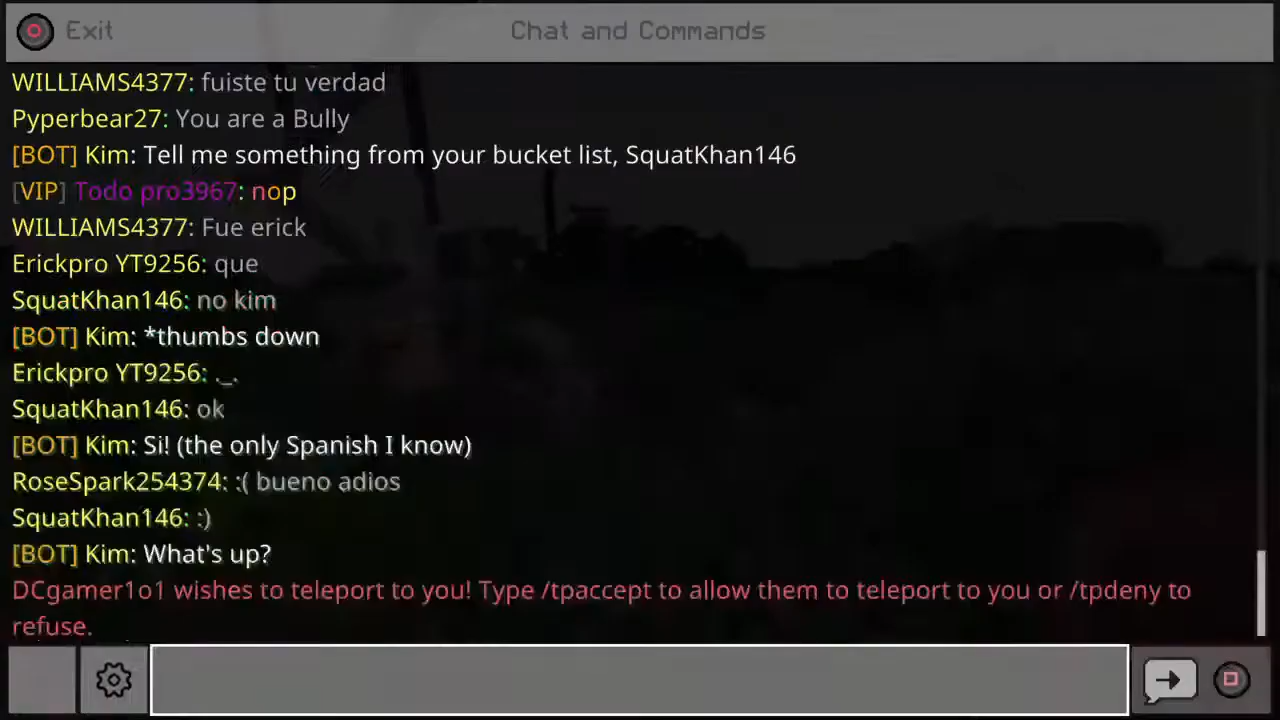 Exit
Chat and Commands
WILLIAMS4377: fuiste tu verdad
Pyperbear27: You are a Bully
[BOT] Kim: Tell me something from your bucket list, SquatKhan146
[VIP] Todo pro3967: nop
WILLIAMS4377: Fue erick
Erickpro YT9256: que
SquatKhan146: no kim
[BOT] Kim: *thumbs down
Erickpro YT9256: ._.
SquatKhan146: ok
[BOT] Kim: Si! (the only Spanish I know)
RoseSpark254374: :( bueno adios
SquatKhan146: :)
[BOT] Kim: What's up?
DCgamer1o1 wishes to teleport to you! Type /tpaccept to allow them to teleport to you or /tpdeny to
refuse.